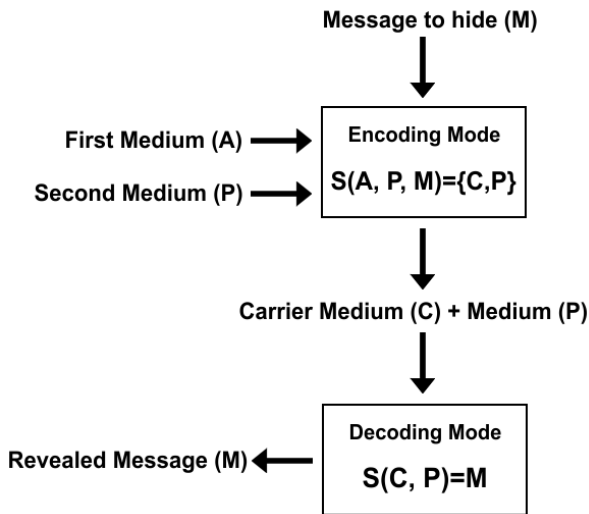 Message to hide (M)
First Medium (A)
Encoding Mode
Second Medium (P)
S(A, P, M)={C,P}
Carrier Medium (C) + Medium (P)
Decoding Mode
Revealed Message (M)
S(C, P)=M